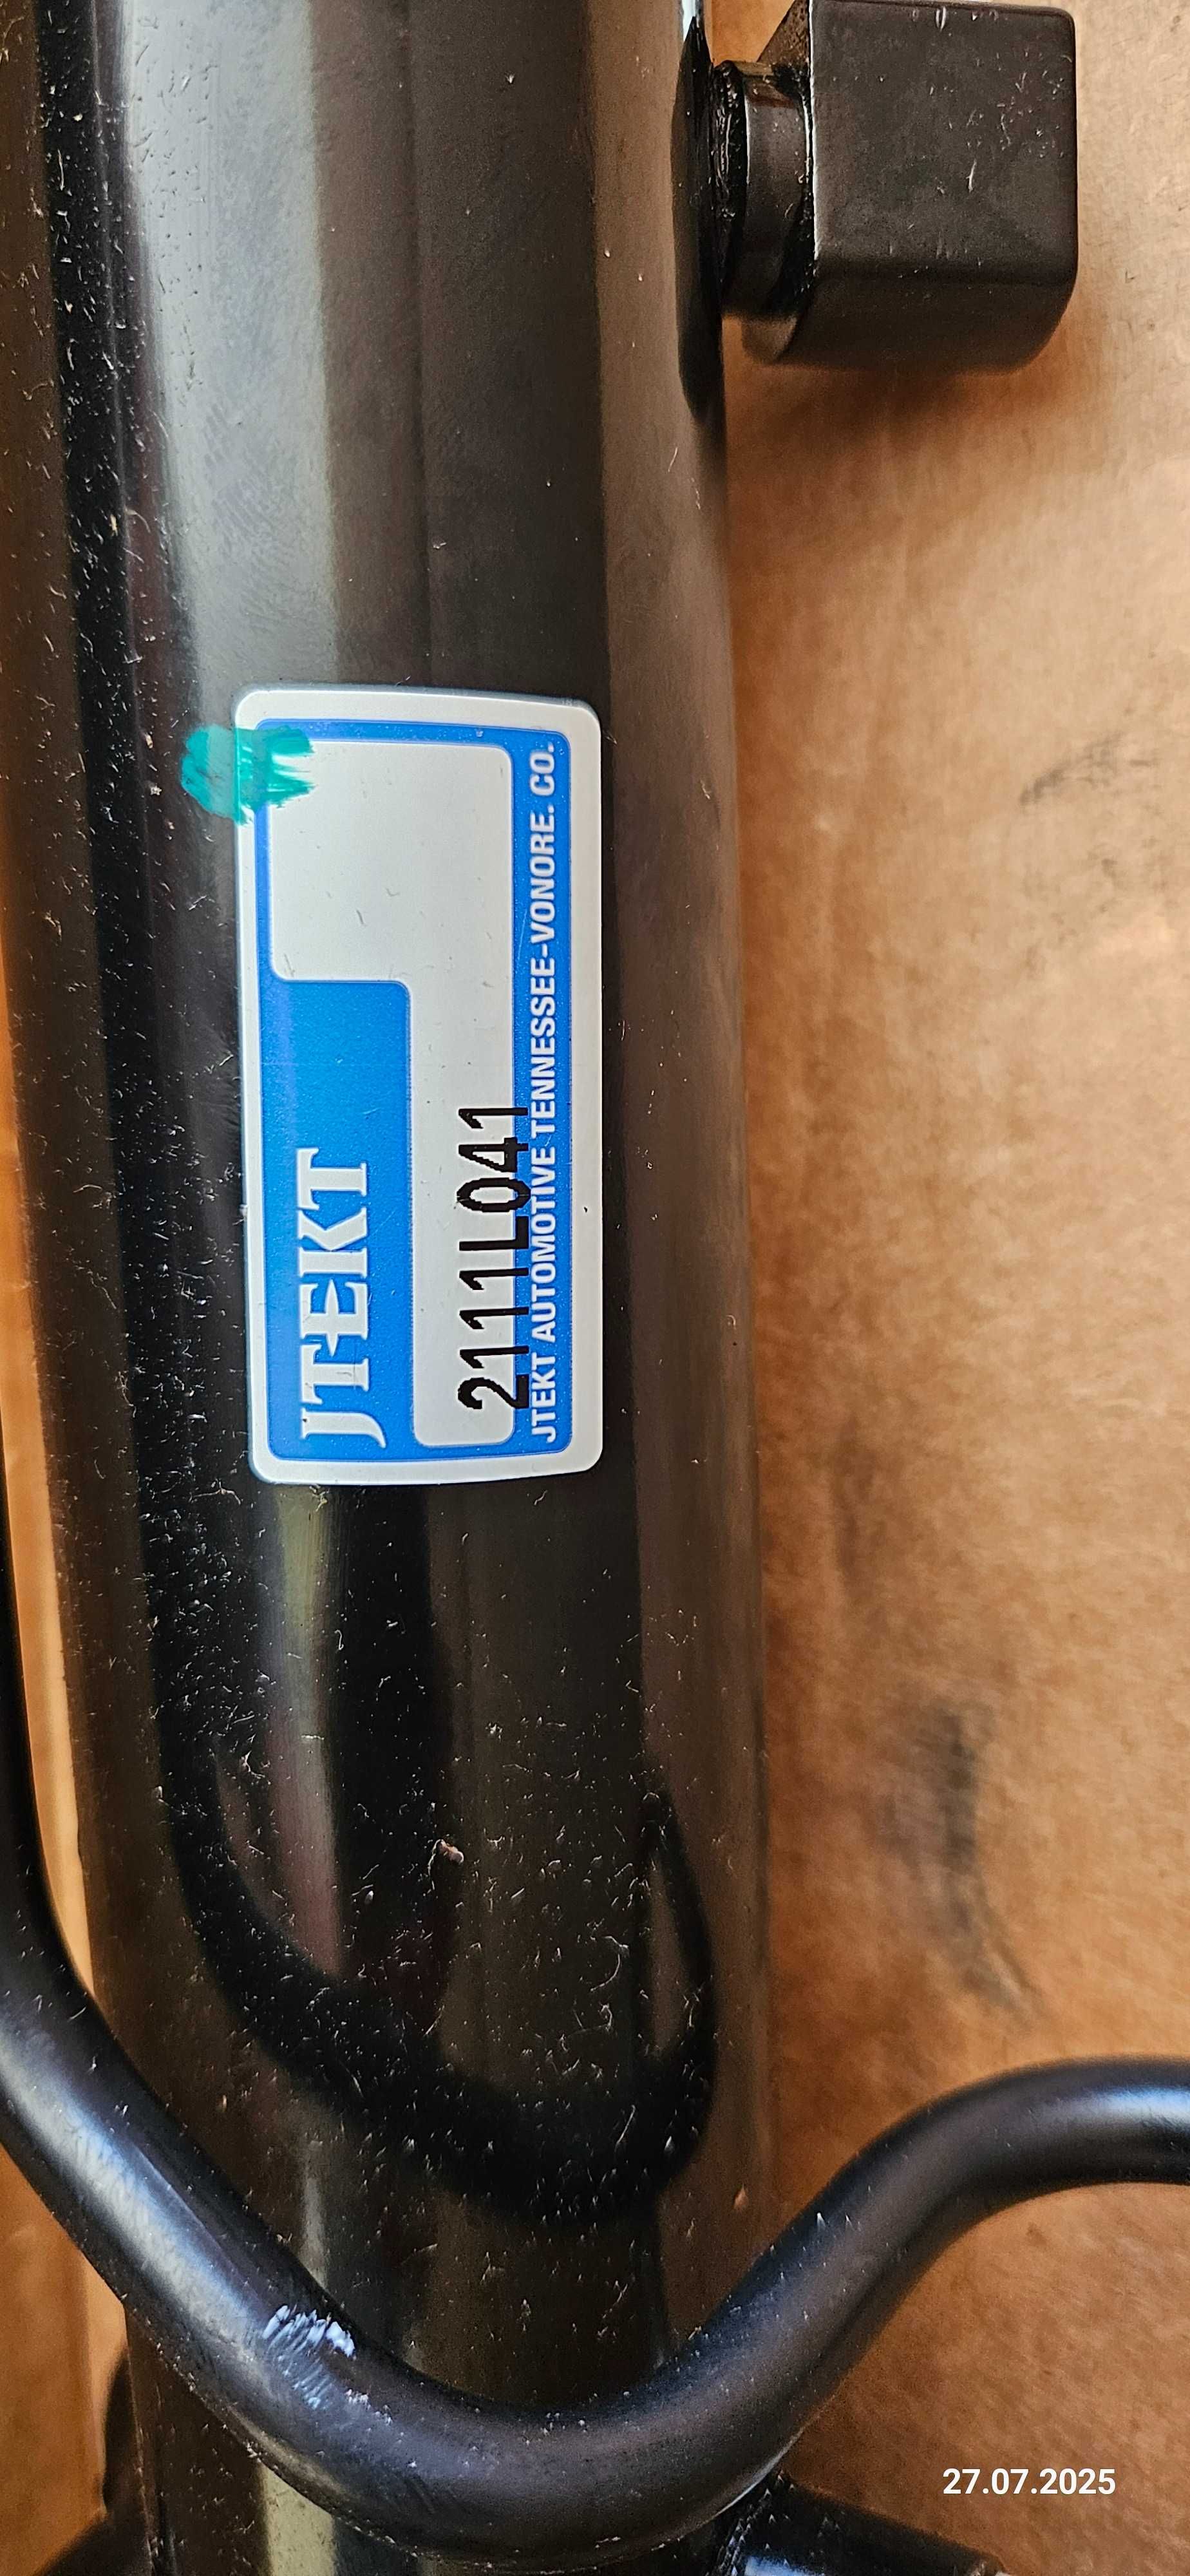 JTEKT
2111L041
JTEKT AUTOMOTIVE TENNESSEE-VONORE. CO.
27.07.2025